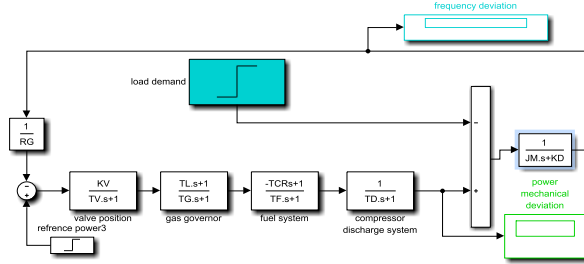 frequency deviation
load demand
1
RG
KV
TV.s+1
valve position
TL.s+1
TG.s+1
gas governor
-TCRs+1
TF.s+1
fuel system
1
TD.s+1
compressor
discharge system
−
+
−
+
1
JM.s+KD
power
mechanical
deviation
refrence power3